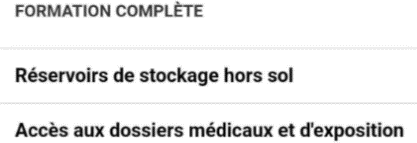 FORMATION COMPLÈTE
Réservoirs de stockage hors sol
Accès aux dossiers médicaux et d'exposition